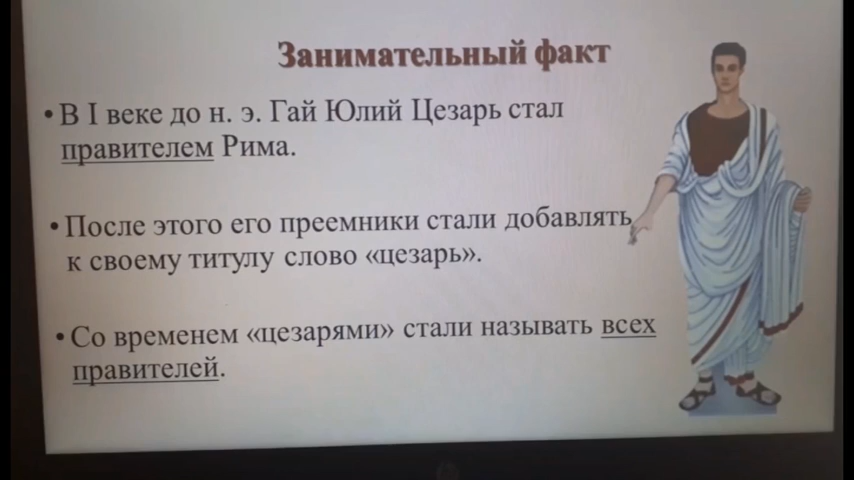 Занимательный факт
• В I веке до н. э. Гай Юлий Цезарь стал
правителем Рима.
• После этого его преемники стали добавлять
к своему титулу слово «цезарь».
• Со временем «цезарями» стали называть всех
правителей.